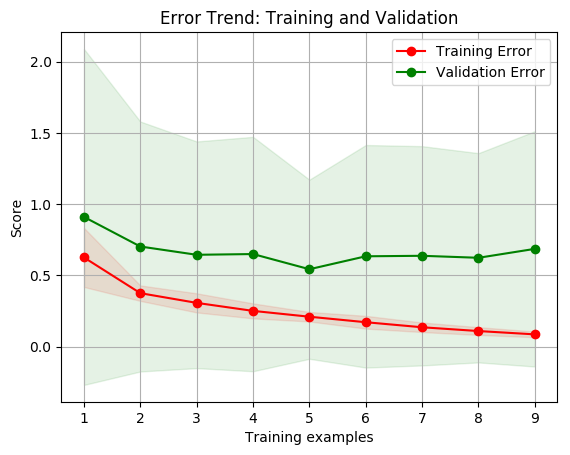 Error Trend: Training and Validation
Training Error
Validation Error
Score
2.0
1.5
1.0
0.5
0.0
1 2 3 4 5 6 7 8 9
Training examples